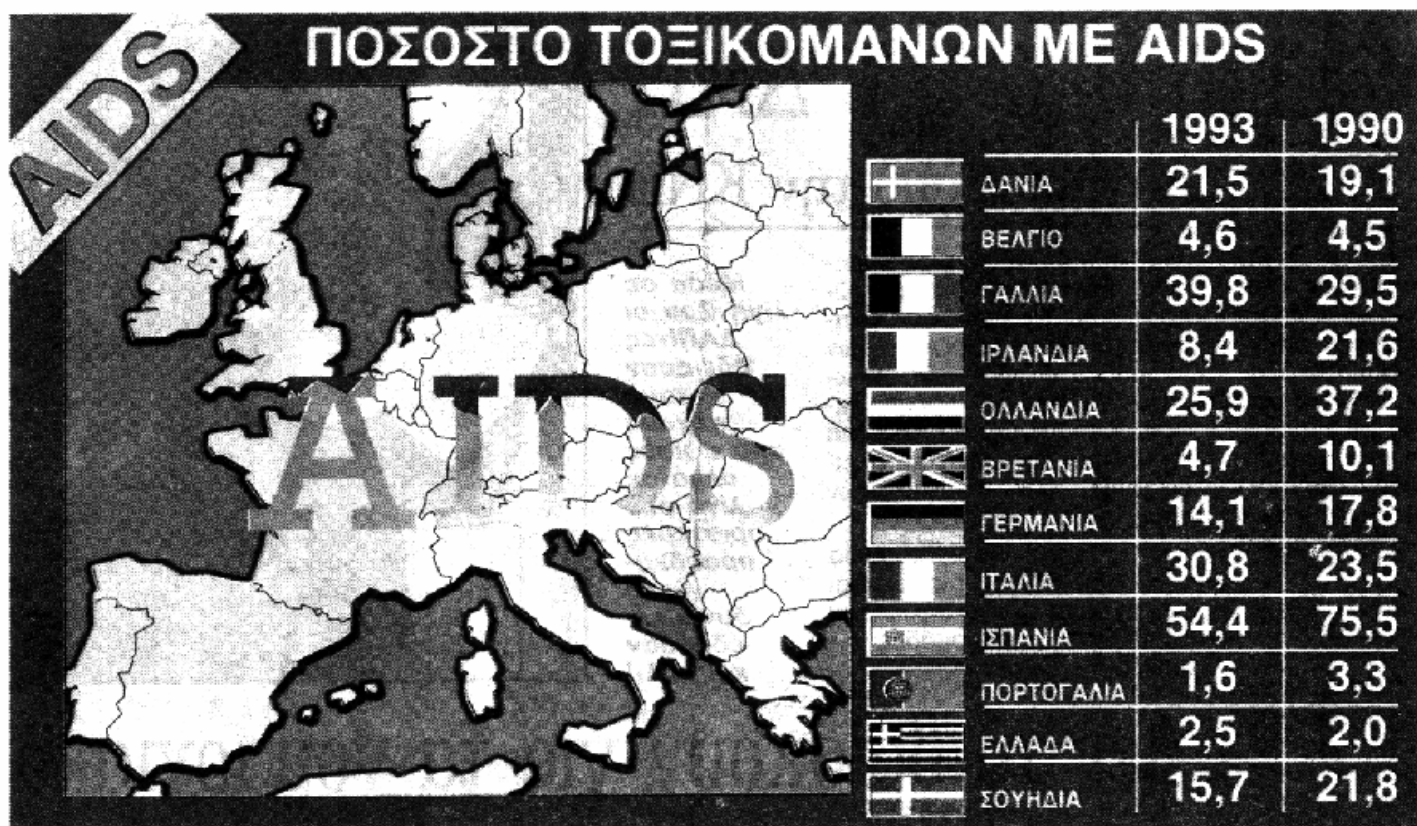 AIDS
ΠΟΣΟΣΤΟ ΤΟΞΙΚΟΜΑΝΩΝ ΜΕ AIDS
AIDS
1993 1990
ΔΑΝΙΑ 21,5 19,1
ΒΕΛΓΙΟ 4,6 4,5
ΓΑΛΛΙΑ 39,8 29,5
ΙΡΛΑΝΔΙΑ 8,4 21,6
ΟΛΛΑΝΔΙΑ 25,9 37,2
ΒΡΕΤΑΝΙΑ 4,7 10,1
ΓΕΡΜΑΝΙΑ 14,1 17,8
ΙΤΑΛΙΑ 30,8 23,5
ΙΣΠΑΝΙΑ 54,4 75,5
ΠΟΡΤΟΓΑΛΙΑ 1,6 3,3
ΕΛΛΑΔΑ 2,5 2,0
ΣΟΥΗΔΙΑ 15,7 21,8